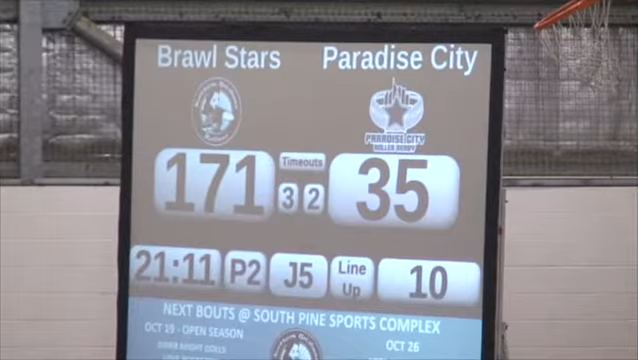 Brawl Stars Paradise City
PARADISE CITY
ROLLER DERBY
171 Timeouts 35
3 2
21:11 P2 J5 Line Up 10
NEXT BOUTS @ SOUTH PINE SPORTS COMPLEX
OCT 19 - OPEN SEASON OCT 26